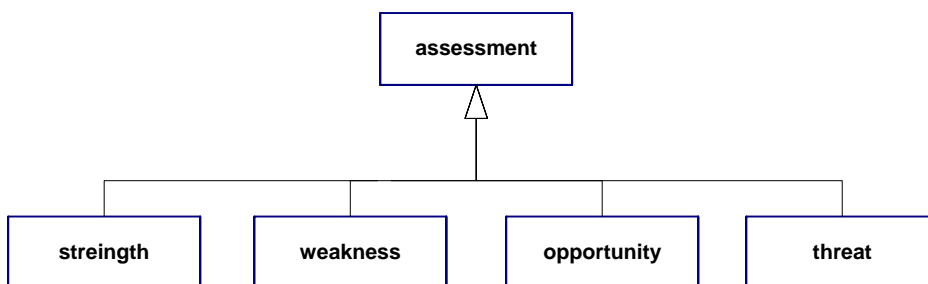 assessment
streingth
weakness
opportunity
threat